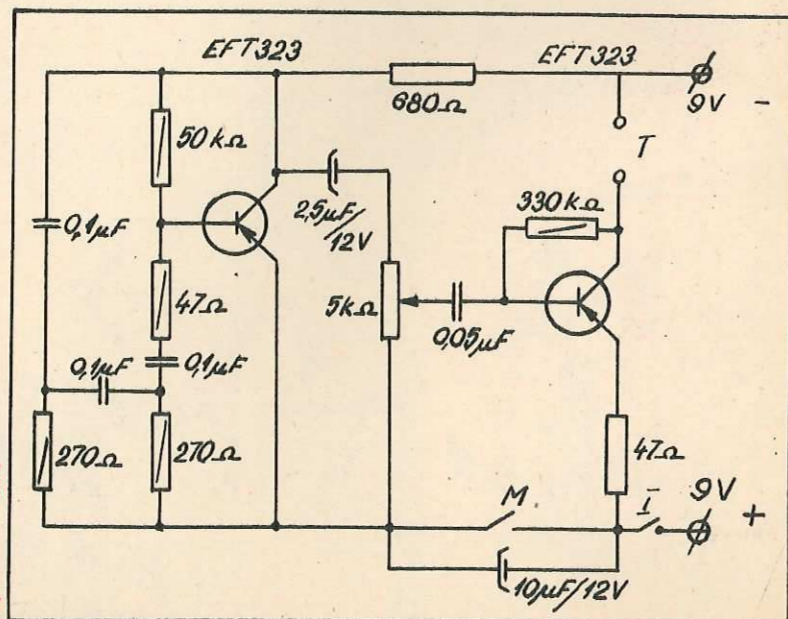 EFT323
EFT323
680Ω
9V -
50kΩ
T
330kΩ
0,1µF
2,5µF/
12V
47Ω
5kΩ
0,05µF
0,1µF
0,1µF
270Ω
270Ω
47Ω
M
I
9V
+
10µF/12V